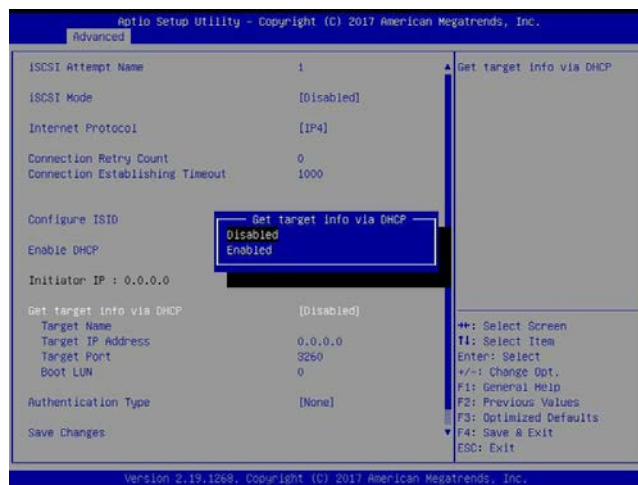 Aptio Setup Utility - Copyright (C) 2017 American Megatrends, Inc.
Advanced
iSCSI Attempt Name 1
iSCSI Mode [Disabled]
Internet Protocol [IP4]
Connection Retry Count 0
Connection Establishing Timeout 1000
Configure ISID
Enable DHCP
Initiator IP : 0.0.0.0
Get target info via DHCP [Disabled]
Target Name
Target IP Address 0.0.0.0
Target Port 3260
Boot LUN 0
Authentication Type [None]
Save Changes
Get target info via DHCP
Disabled
Enabled
Get target info via DHCP
→←: Select Screen
↑↓: Select Item
Enter: Select
+/-: Change Opt.
F1: General Help
F2: Previous Values
F3: Optimized Defaults
F4: Save & Exit
ESC: Exit
Version 2.19.1268. Copyright (C) 2017 American Megatrends, Inc.